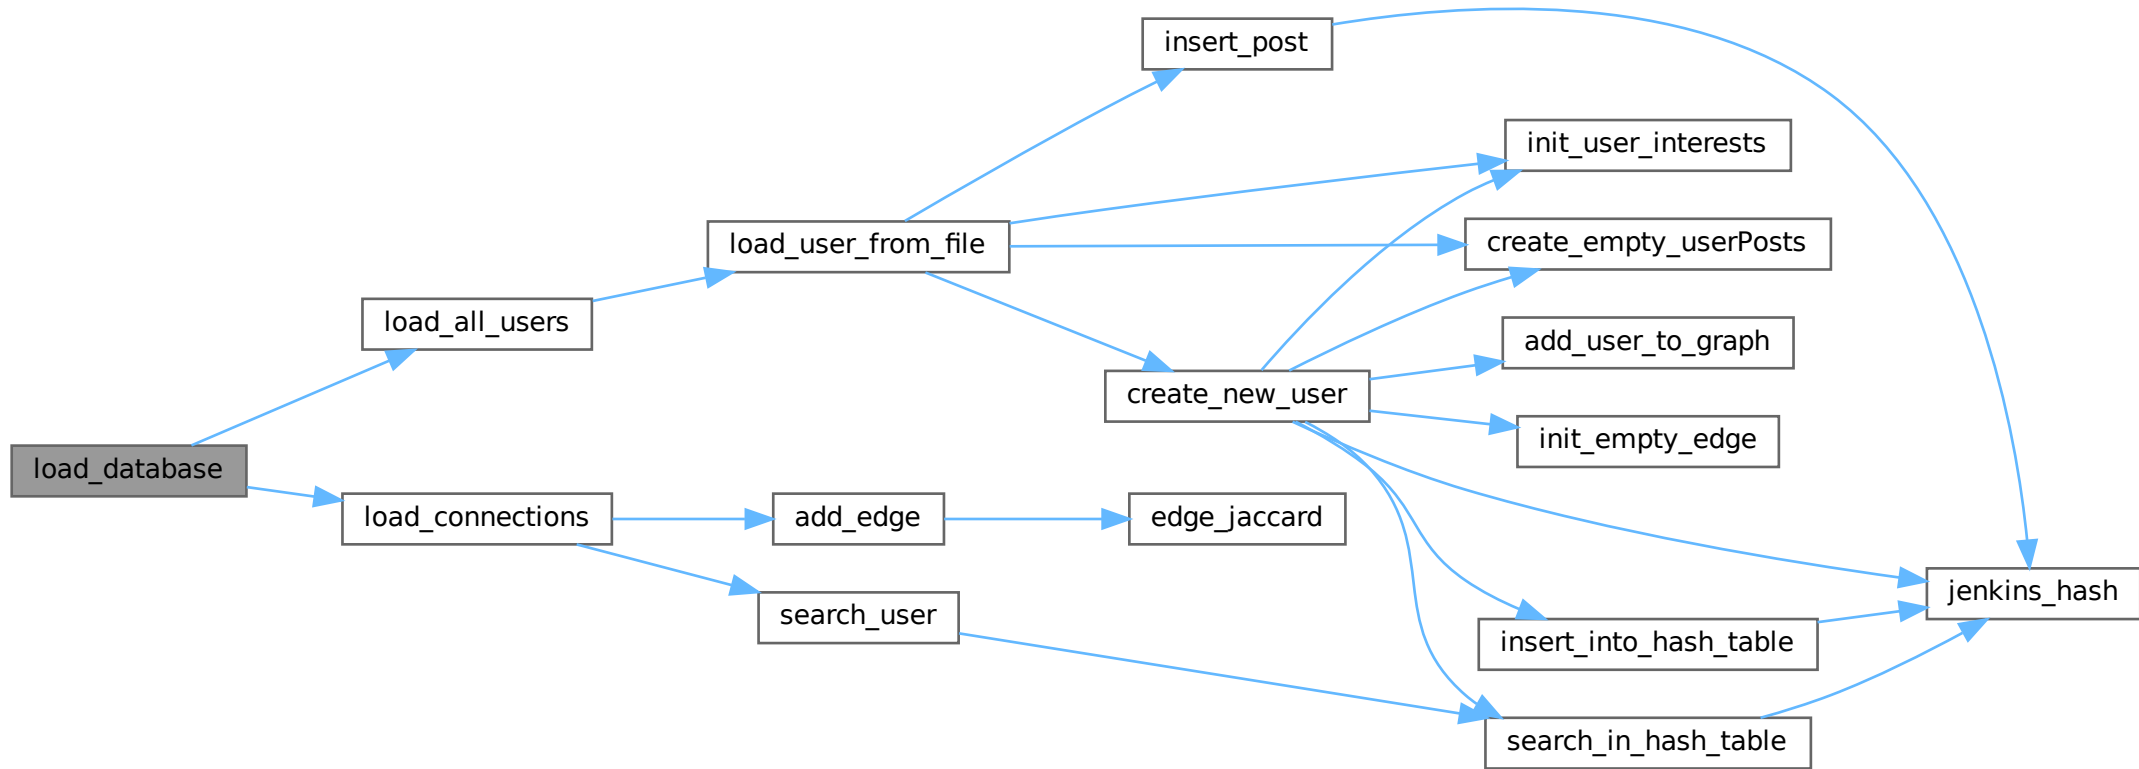 insert_post
init_user_interests
load_user_from_file
create_empty_userPosts
load_all_users
add_user_to_graph
create_new_user
init_empty_edge
load_database
load_connections
add_edge
edge_jaccard
jenkins_hash
search_user
insert_into_hash_table
search_in_hash_table